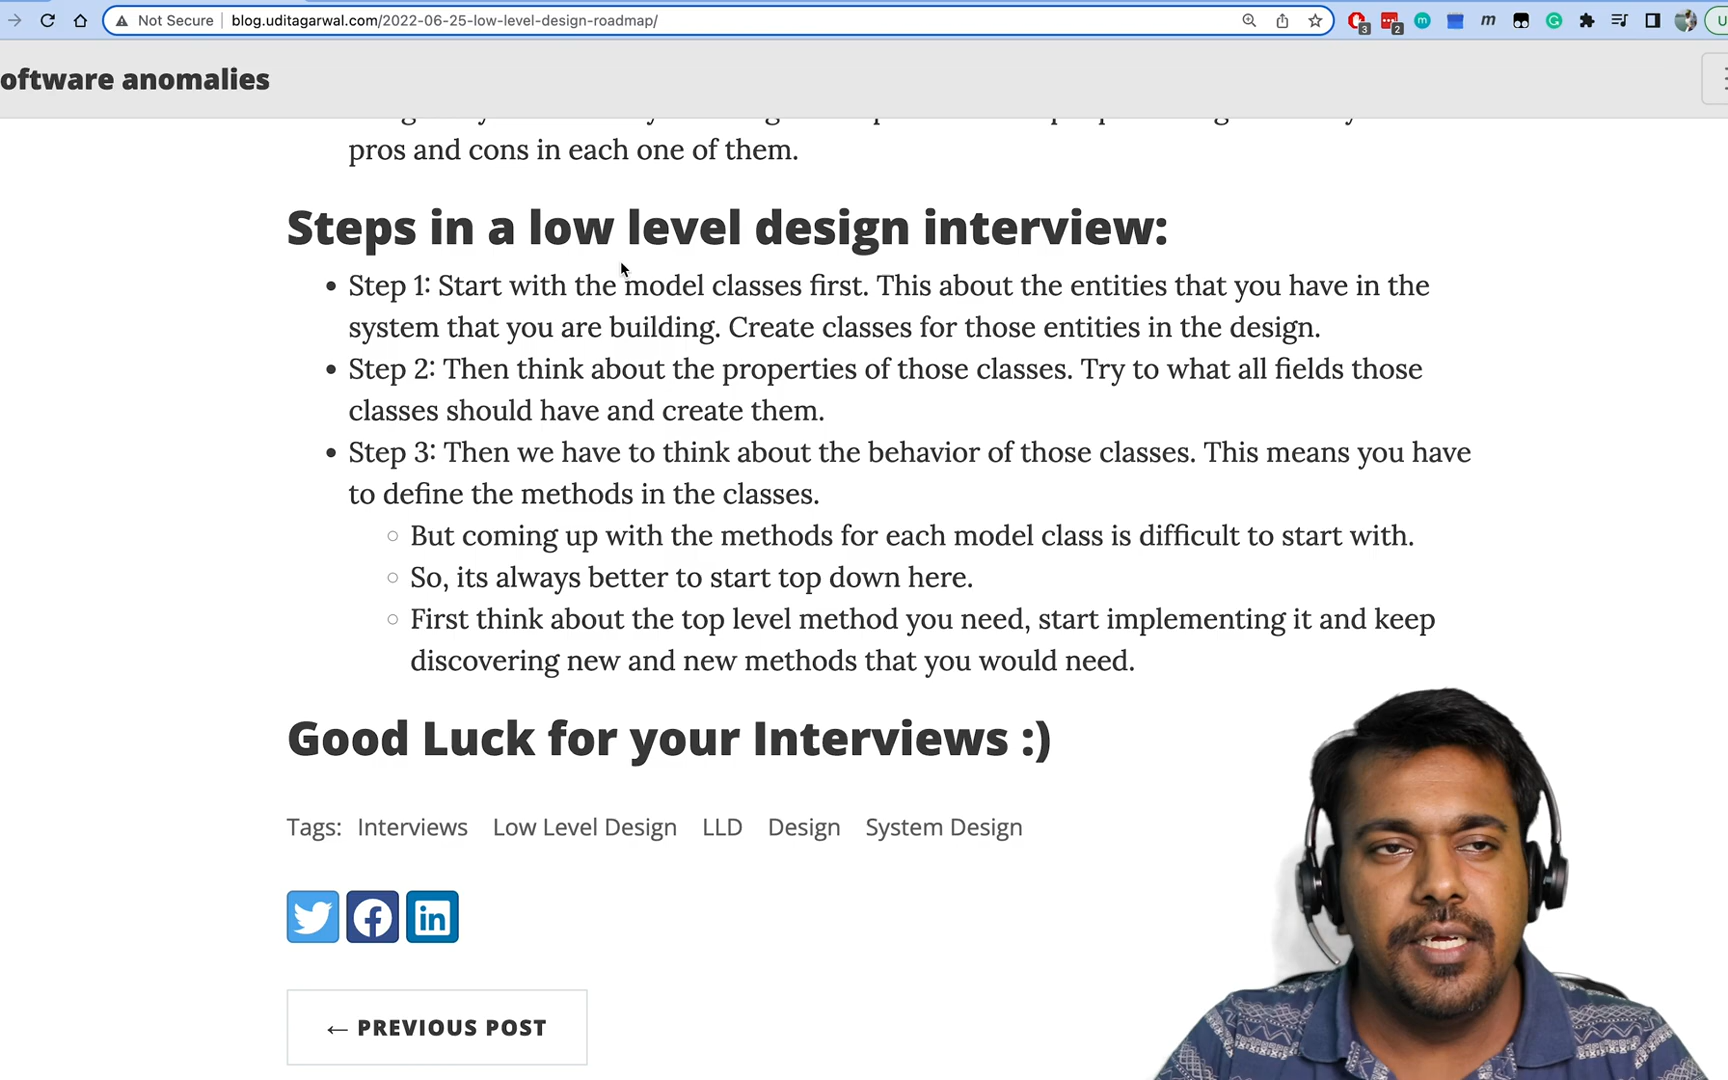 Not Secure blog.uditagarwal.com/2022-06-25-low-level-design-roadmap/
oftware anomalies
pros and cons in each one of them.
Steps in a low level design interview:
• Step 1: Start with the model classes first. This about the entities that you have in the
system that you are building. Create classes for those entities in the design.
• Step 2: Then think about the properties of those classes. Try to what all fields those
classes should have and create them.
• Step 3: Then we have to think about the behavior of those classes. This means you have
to define the methods in the classes.
◦ But coming up with the methods for each model class is difficult to start with.
◦ So, its always better to start top down here.
◦ First think about the top level method you need, start implementing it and keep
discovering new and new methods that you would need.
Good Luck for your Interviews :)
Tags: Interviews Low Level Design LLD Design System Design
← PREVIOUS POST